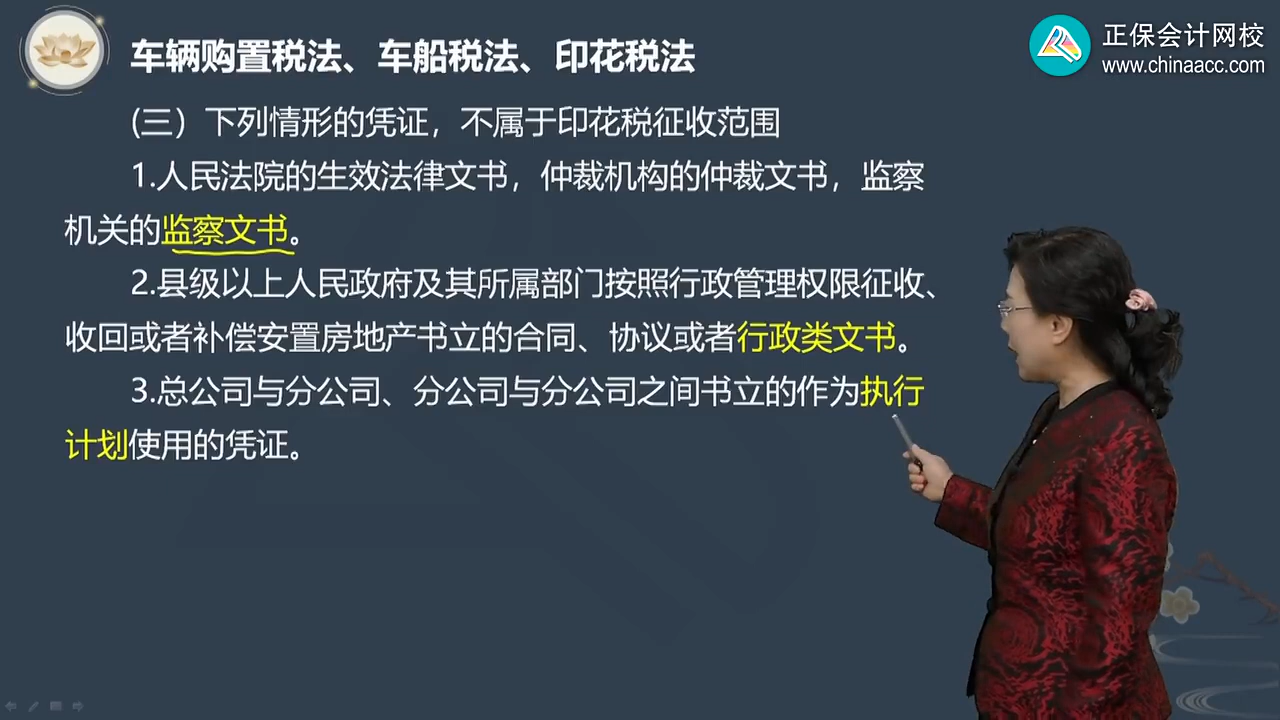 车辆购置税法、车船税法、印花税法
正保会计网校
www.chinaacc.com
(三）下列情形的凭证，不属于印花税征收范围
1.人民法院的生效法律文书，仲裁机构的仲裁文书，监察
机关的监察文书。
2.县级以上人民政府及其所属部门按照行政管理权限征收、
收回或者补偿安置房地产书立的合同、协议或者行政类文书。
3.总公司与分公司、分公司与分公司之间书立的作为执行
计划使用的凭证。